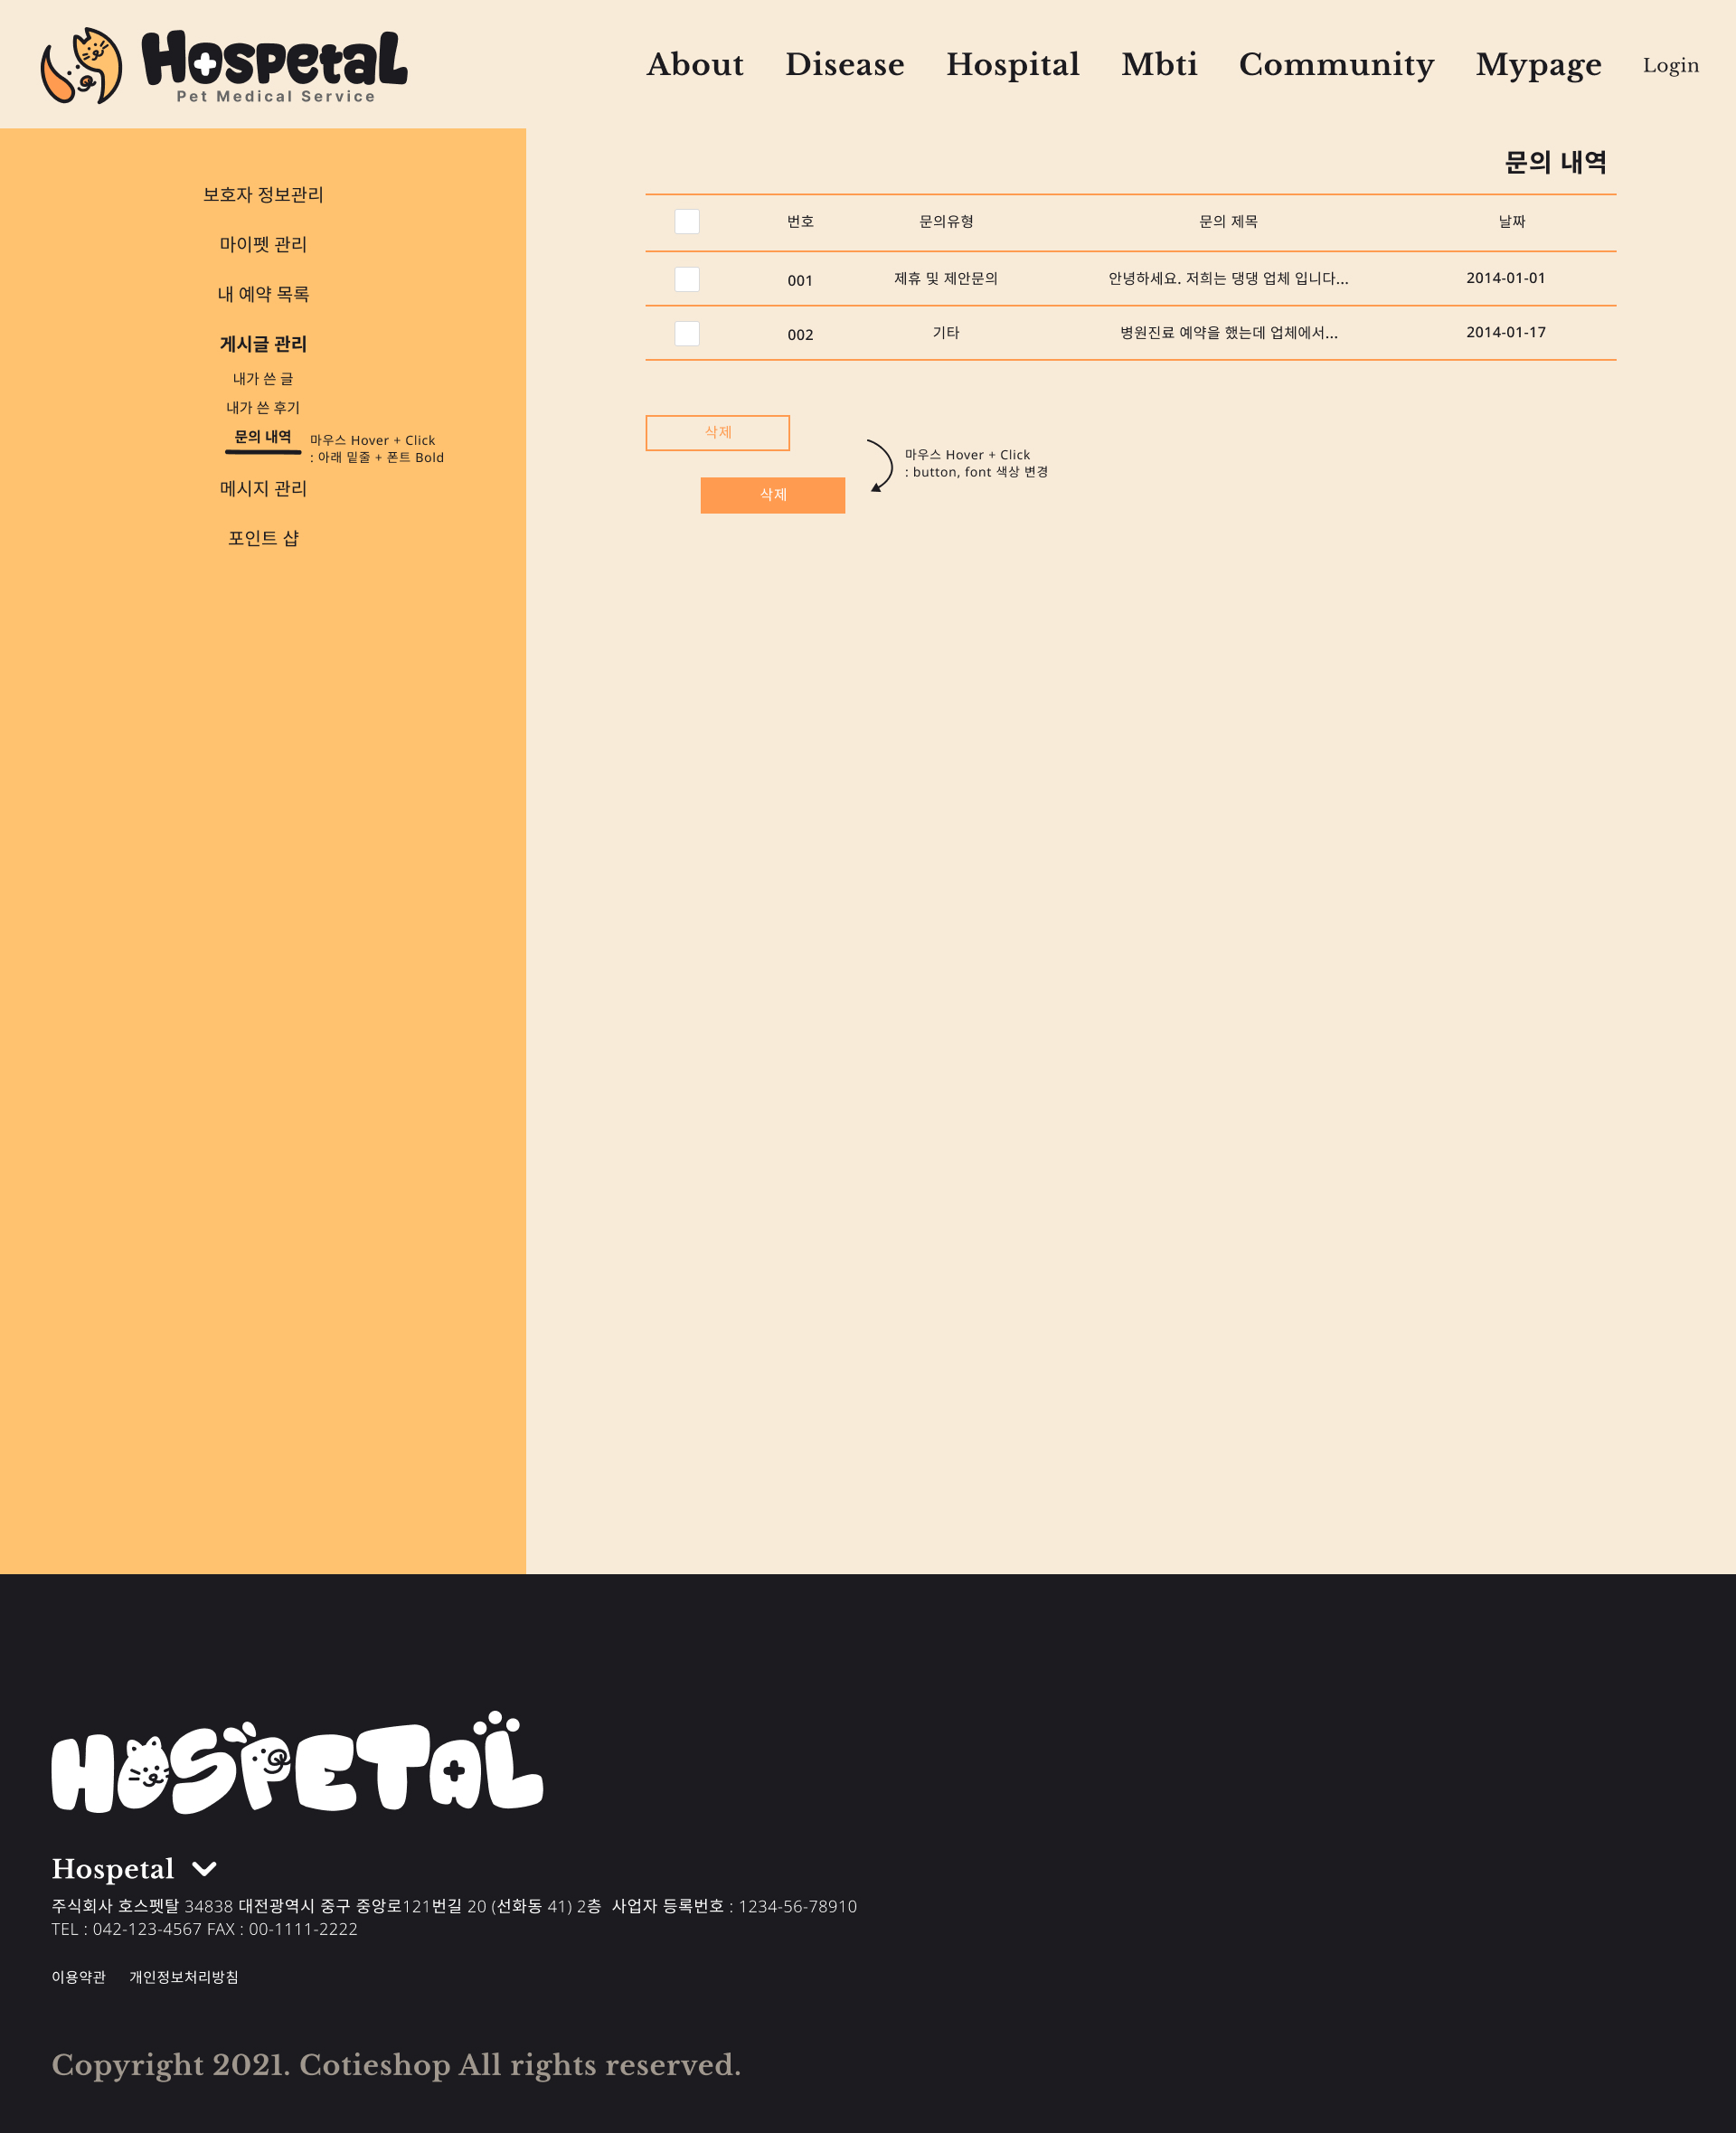 HospetaL
Pet Medical Service
About Disease Hospital Mbti Community Mypage Login
보호자 정보관리
마이펫 관리
내 예약 목록
게시글 관리
내가 쓴 글
내가 쓴 후기
문의 내역
마우스 Hover + Click
: 아래 밑줄 + 폰트 Bold
메시지 관리
포인트 샵
문의 내역
번호 문의유형 문의 제목 날짜
001 제휴 및 제안문의 안녕하세요. 저희는 댕댕 업체 입니다... 2014-01-01
002 기타 병원진료 예약을 했는데 업체에서... 2014-01-17
삭제
마우스 Hover + Click
: button, font 색상 변경
삭제
HOSPETAL
Hospetal
주식회사 호스펫탈 34838 대전광역시 중구 중앙로121번길 20 (선화동 41) 2층 사업자 등록번호 : 1234-56-78910
TEL : 042-123-4567 FAX : 00-1111-2222
이용약관 개인정보처리방침
Copyright 2021. Cotieshop All rights reserved.